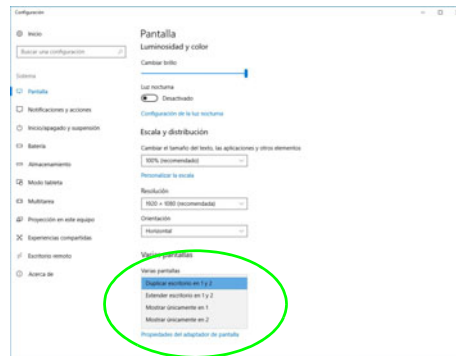 Configuración
Inicio
Buscar una configuración
Sistema
Pantalla
Notificaciones y acciones
Inicio/apagado y suspensión
Batería
Almacenamiento
Modo tableta
Multitarea
Proyección en este equipo
Experiencias compartidas
Escritorio remoto
Acerca de
Pantalla
Luminosidad y color
Cambiar brillo
Luz nocturna
Desactivado
Configuración de la luz nocturna
Escala y distribución
Cambiar el tamaño del texto, las aplicaciones y otros elementos
100% (recomendado)
Personalizar la escala
Resolución
1920 × 1080 (recomendada)
Orientación
Horizontal
Varias pantallas
Varias pantallas
Duplicar escritorio en 1 y 2
Extender escritorio en 1 y 2
Mostrar únicamente en 1
Mostrar únicamente en 2
Propiedades del adaptador de pantalla